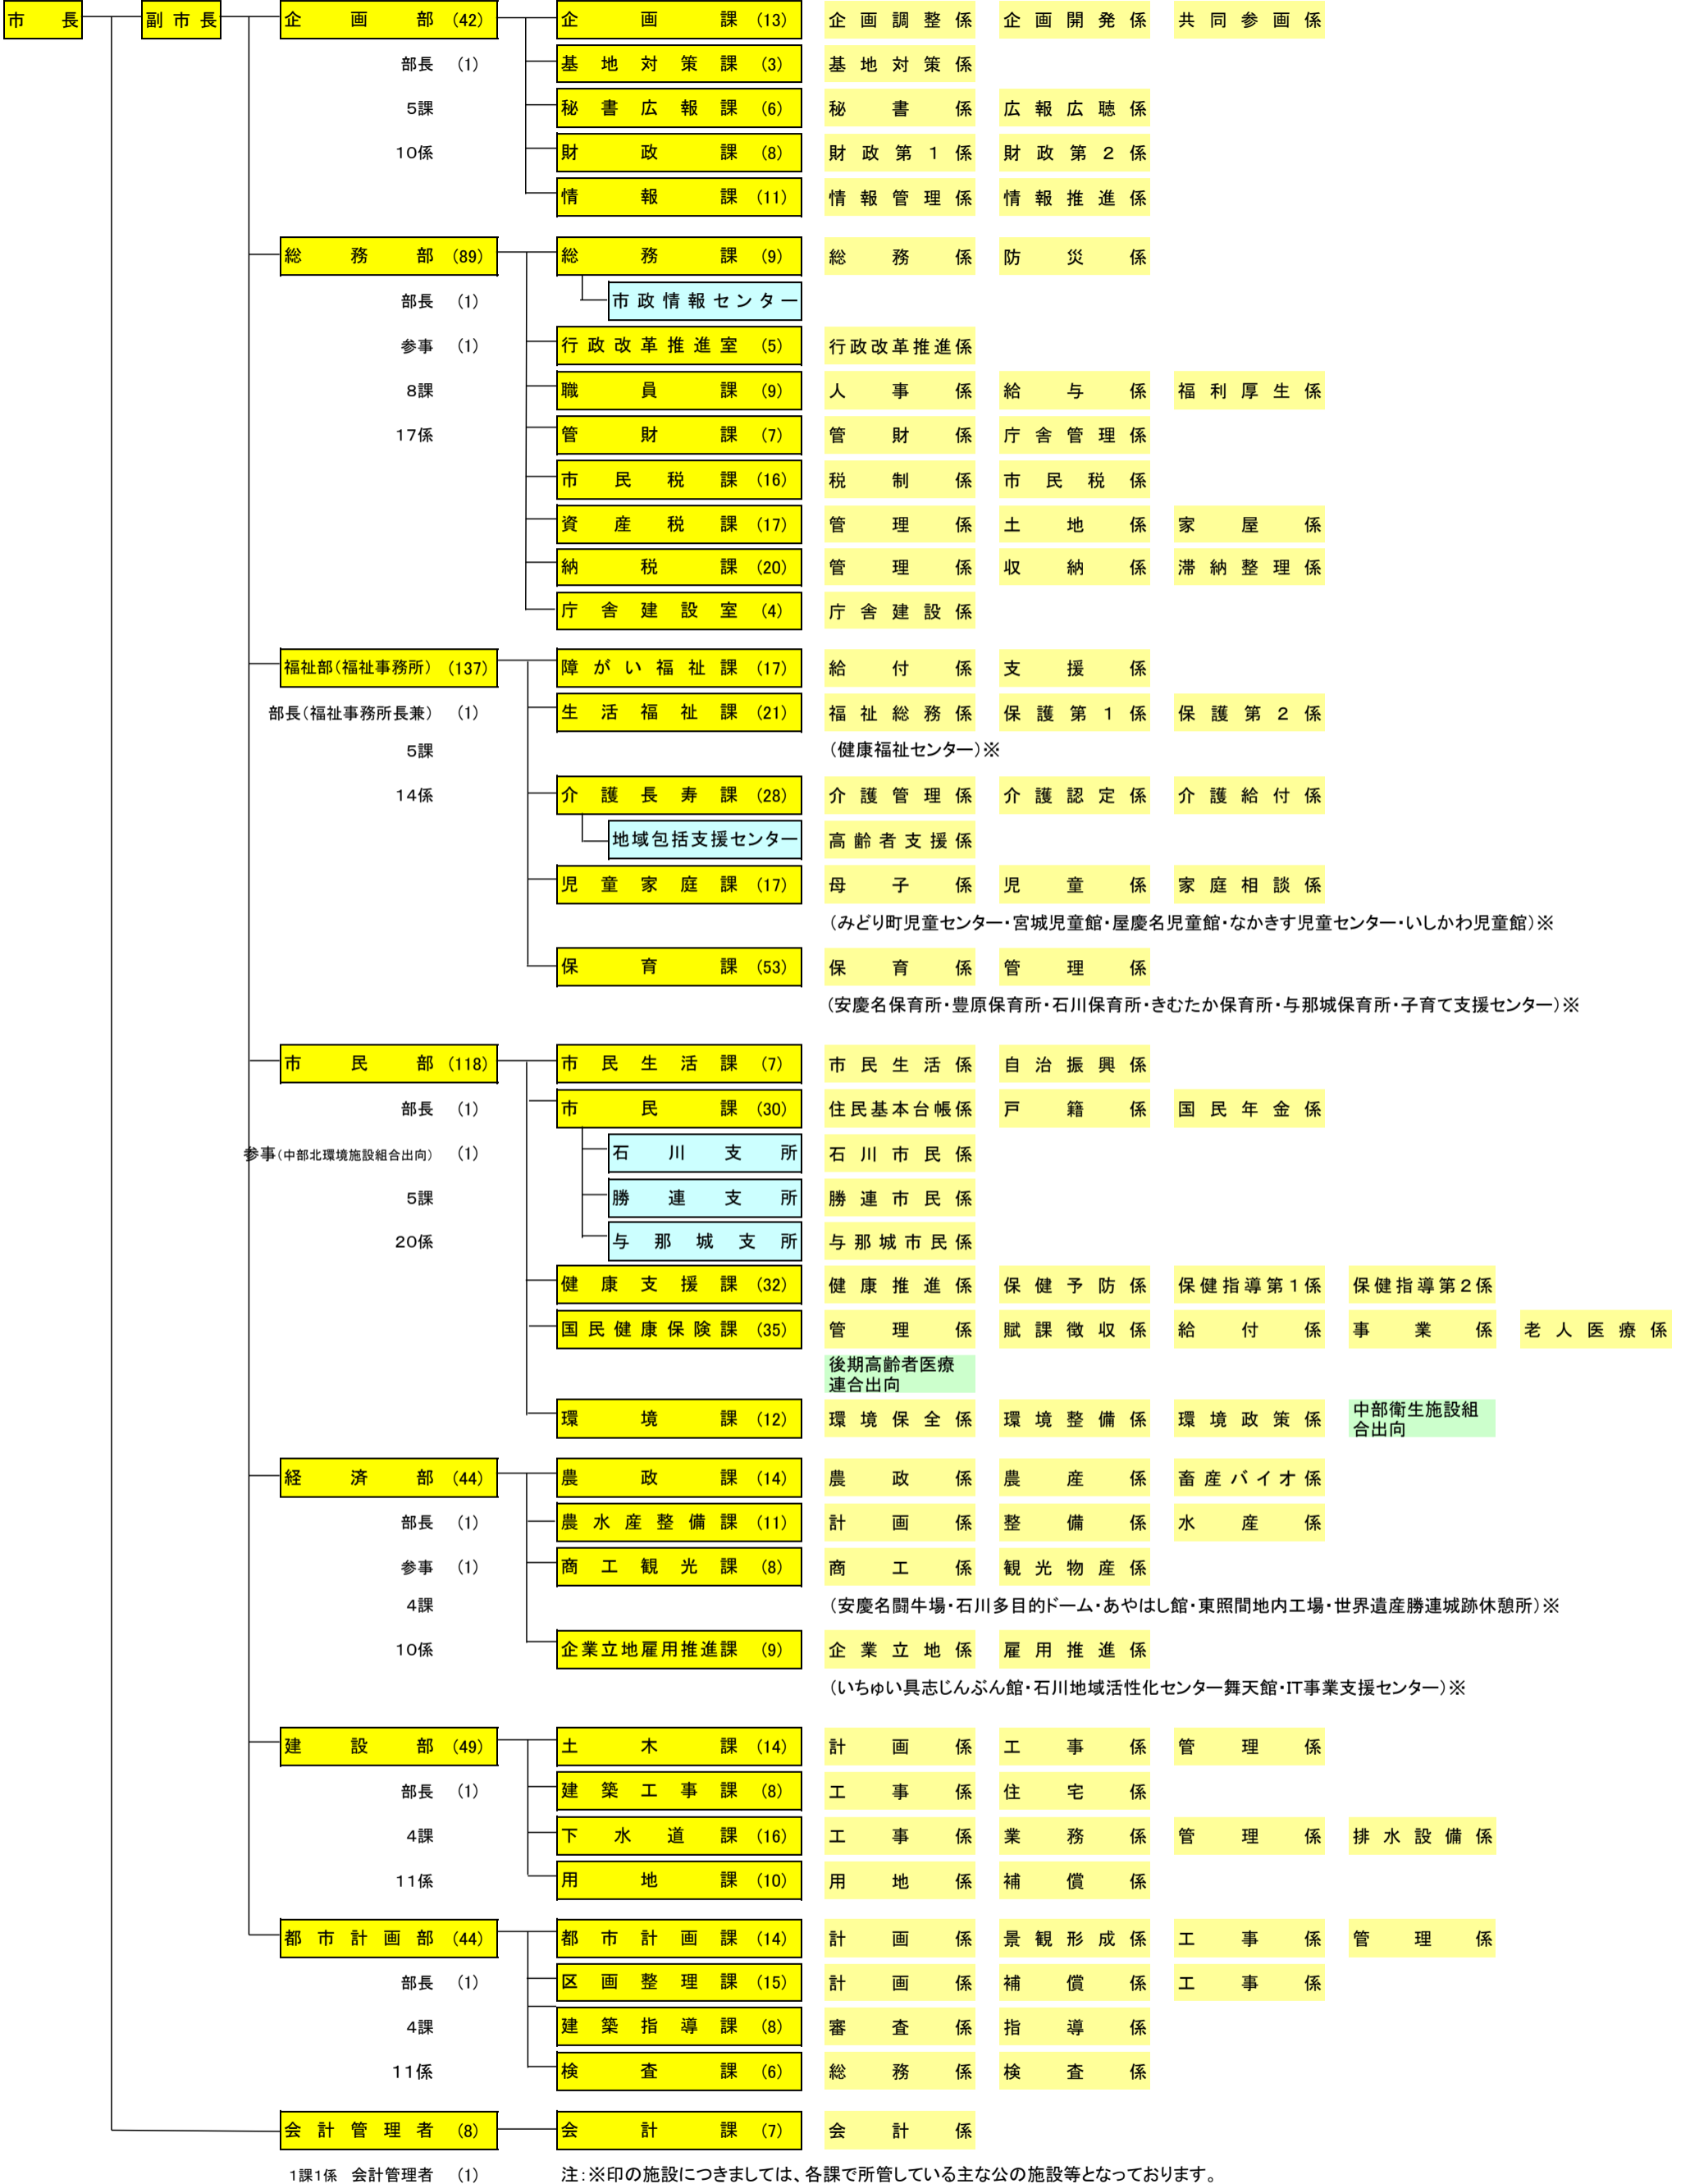 市長 副市長 企画部 (42) 企画課 (13) 企画調整係 企画開発係 共同参画係
部長 (1) 基地対策課 (3) 基地対策係
5課 秘書広報課 (6) 秘書係 広報広聴係
10係 財政課 (8) 財政第1係 財政第2係
情報課 (11) 情報管理係 情報推進係
総務部 (89) 総務課 (9) 総務係 防災係
部長 (1) 市政情報センター
参事 (1) 行政改革推進室 (5) 行政改革推進係
8課 職員課 (9) 人事係 給与係 福利厚生係
17係 管財課 (7) 管財係 庁舎管理係
市民税課 (16) 税制係 市民税係
資産税課 (17) 管理係 土地係 家屋係
納税課 (20) 管理係 収納係 滞納整理係
庁舎建設室 (4) 庁舎建設係
福祉部(福祉事務所) (137) 障がい福祉課 (17) 給付係 支援係
部長(福祉事務所長兼) (1) 生活福祉課 (21) 福祉総務係 保護第1係 保護第2係
5課 (健康福祉センター)※
14係 介護長寿課 (28) 介護管理係 介護認定係 介護給付係
地域包括支援センター 高齢者支援係
児童家庭課 (17) 母子係 児童係 家庭相談係
(みどり町児童センター・宮城児童館・屋慶名児童館・なかきす児童センター・いしかわ児童館)※
保育課 (53) 保育係 管理係
(安慶名保育所・豊原保育所・石川保育所・きむたか保育所・与那城保育所・子育て支援センター)※
市民部 (118) 市民生活課 (7) 市民生活係 自治振興係
部長 (1) 市民課 (30) 住民基本台帳係 戸籍係 国民年金係
参事(中部北環境施設組合出向) (1) 石川支所 石川市民係
5課 勝連支所 勝連市民係
20係 与那城支所 与那城市民係
健康支援課 (32) 健康推進係 保健予防係 保健指導第1係 保健指導第2係
国民健康保険課 (35) 管理係 賦課徴収係 給付係 事業係 老人医療係
後期高齢者医療
連合出向
環境課 (12) 環境保全係 環境整備係 環境政策係 中部衛生施設組
合出向
経済部 (44) 農政課 (14) 農政係 農産係 畜産バイオ係
部長 (1) 農水産整備課 (11) 計画係 整備係 水産係
参事 (1) 商工観光課 (8) 商工係 観光物産係
4課 (安慶名闘牛場・石川多目的ドーム・あやはし館・東照間地内工場・世界遺産勝連城跡休憩所)※
10係 企業立地雇用推進課 (9) 企業立地係 雇用推進係
(いちゅい具志じんぶん館・石川地域活性化センター舞天館・IT事業支援センター)※
建設部 (49) 土木課 (14) 計画係 工事係 管理係
部長 (1) 建築工事課 (8) 工事係 住宅係
4課 下水道課 (16) 工事係 業務係 管理係 排水設備係
11係 用地課 (10) 用地係 補償係
都市計画部 (44) 都市計画課 (14) 計画係 景観形成係 工事係 管理係
部長 (1) 区画整理課 (15) 計画係 補償係 工事係
4課 建築指導課 (8) 審査係 指導係
11係 検査課 (6) 総務係 検査係
会計管理者 (8) 会計課 (7) 会計係
1課1係 会計管理者 (1) 注:※印の施設につきましては、各課で所管している主な公の施設等となっております。